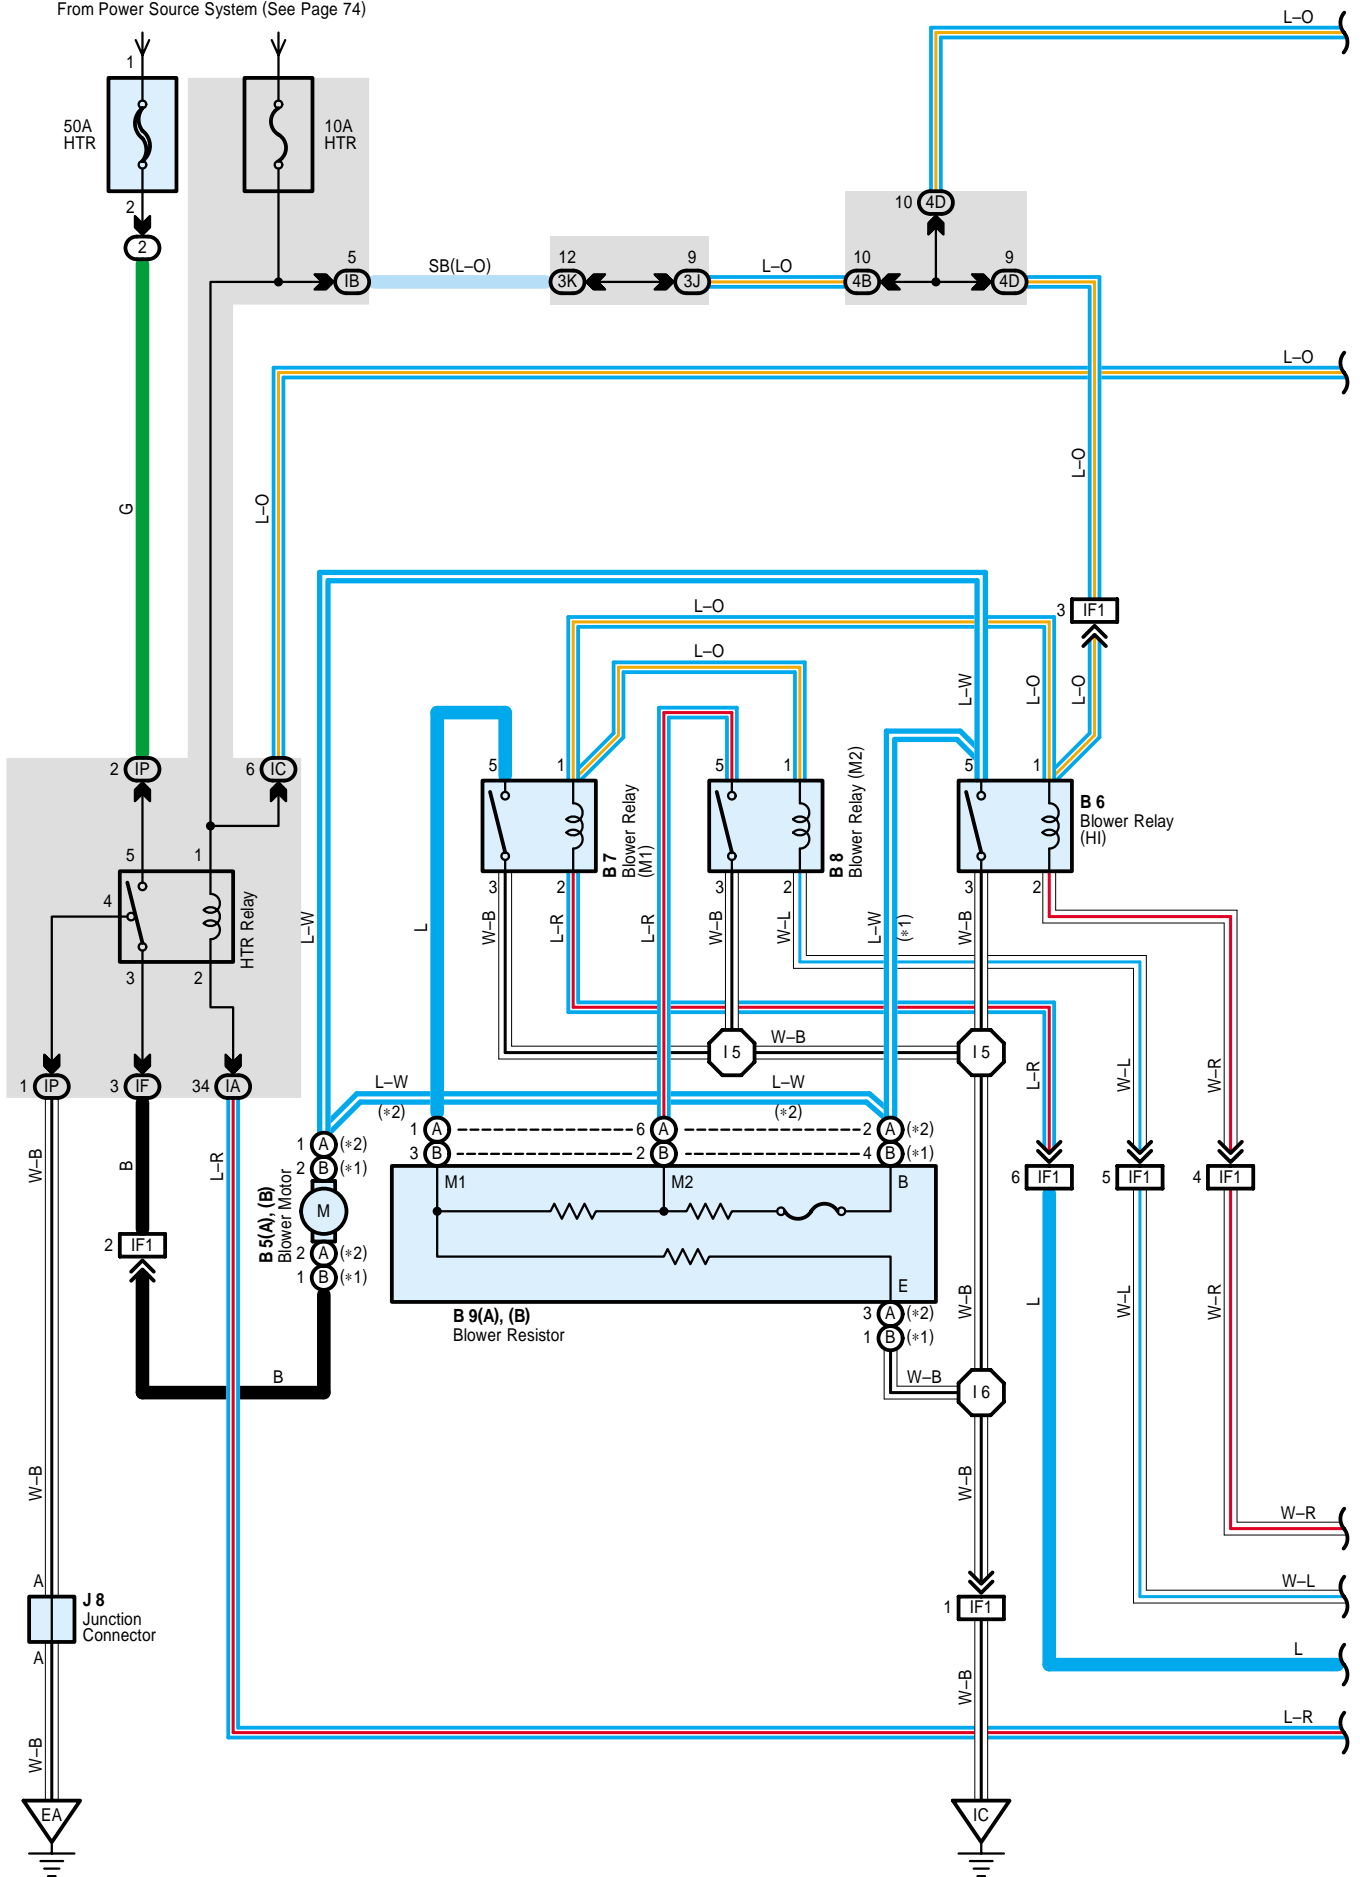 From Power Source System (See Page 74)
L–O
1
50A
HTR
10A
HTR
2
2
10 4D
5
IB
SB(L–O)
12
3K
9
3J
L–O
10
4B
9
4D
L–O
G
L–O
L–O
3 IF1
L–O
L–O
L–W
L–O
L–O
2 IP
6 IC
5
1
5
1
5
1
B 7
Blower Relay
(M1)
B 8
Blower Relay (M2)
B 6
Blower Relay
(HI)
5
1
4
HTR Relay
3
2
3
2
3
2
3
2
L–W
L
W–B
L–R
L–R
W–B
W–L
L–W
(*1)
W–B
I 5
W–B
I 5
L–R
W–L
W–R
1 IP
3 IF
34 IA
L–W
(*2)
L–W
(*2)
W–B
B
L–R
1 A (*2)
2 B (*1)
1 A
3 B
6 A
2 B
2 A (*2)
4 B (*1)
6 IF1
5 IF1
4 IF1
M1
M2
B
M
B 5(A), (B)
Blower Motor
2 IF1
2 A (*2)
1 B (*1)
E
B 9(A), (B)
Blower Resistor
3 A (*2)
1 B (*1)
W–B
L
W–L
W–R
B
W–B
I 6
W–B
W–B
W–R
A
J 8
Junction
Connector
A
W–L
1 IF1
L
W–B
L–R
W–B
EA
IC